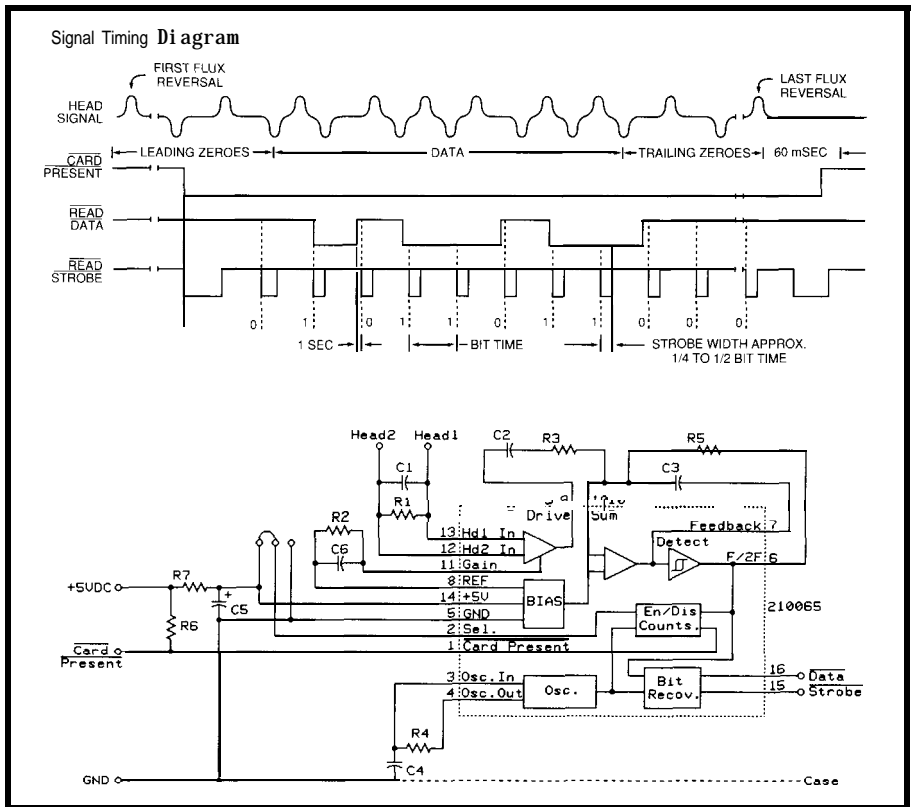 Signal Timing Diagram
FIRST FLUX
REVERSAL
LAST FLUX
REVERSAL
HEAD
SIGNAL
LEADING ZEROES
DATA
TRAILING ZEROES
60 mSEC
CARD
PRESENT
READ
DATA
READ
STROBE
0 1 0 1 1 0 1 1 0 0 0
1 SEC
BIT TIME
STROBE WIDTH APPROX.
1/4 TO 1/2 BIT TIME
Head2 Head1
C2 R3 R5
C1 C3
R1
Drive Sum
R2
C6
Feedback 7
13 Hd1 In
12 Hd2 In
11 Gain
Detect
F/2F 6
8 REF
14 +5V
5 GND
2 Sel.
1 Card Present
BIAS
+5VDC
R7
C5
+
R6
En/Dis
Counts.
210065
Card
Present
3 Osc.In
4 Osc.Out
Osc.
Bit
Recov.
16 Data
15 Strobe
R4
C4
GND
Case